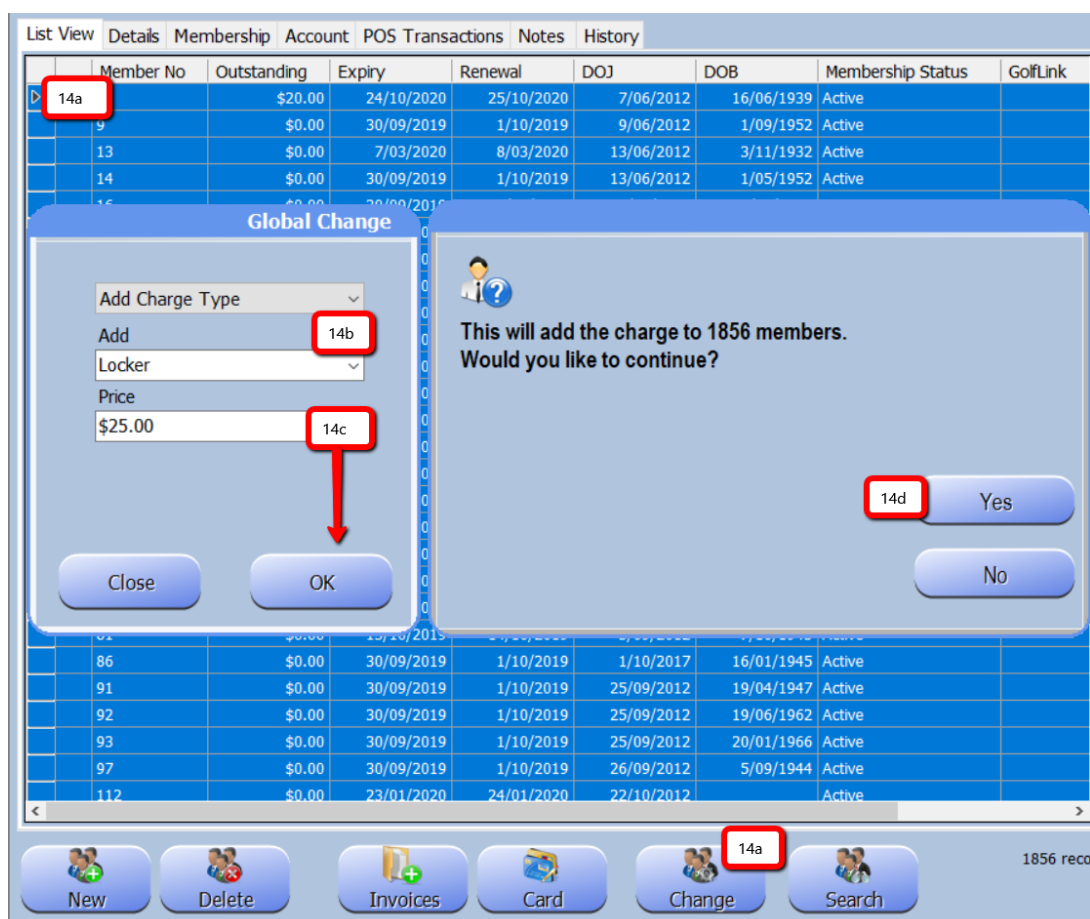 List View Details Membership Account POS Transactions Notes History
Member No Outstanding Expiry Renewal DOJ DOB Membership Status GolfLink
14a $20.00 24/10/2020 25/10/2020 7/06/2012 16/06/1939 Active
9 $0.00 30/09/2019 1/10/2019 9/06/2012 1/09/1952 Active
13 $0.00 7/03/2020 8/03/2020 13/06/2012 3/11/1932 Active
14 $0.00 30/09/2019 1/10/2019 13/06/2012 1/05/1952 Active
Global Change
Add Charge Type
Add
14b
Locker
Price
$25.00
14c
Close
OK
This will add the charge to 1856 members.
Would you like to continue?
14d
Yes
No
86 $0.00 30/09/2019 1/10/2019 1/10/2017 16/01/1945 Active
91 $0.00 30/09/2019 1/10/2019 25/09/2012 19/04/1947 Active
92 $0.00 30/09/2019 1/10/2019 25/09/2012 19/06/1962 Active
93 $0.00 30/09/2019 1/10/2019 25/09/2012 20/01/1966 Active
97 $0.00 30/09/2019 1/10/2019 26/09/2012 5/09/1944 Active
112 $0.00 23/01/2020 24/01/2020 22/10/2012 Active
14a
1856 reco
New Delete Invoices Card Change Search